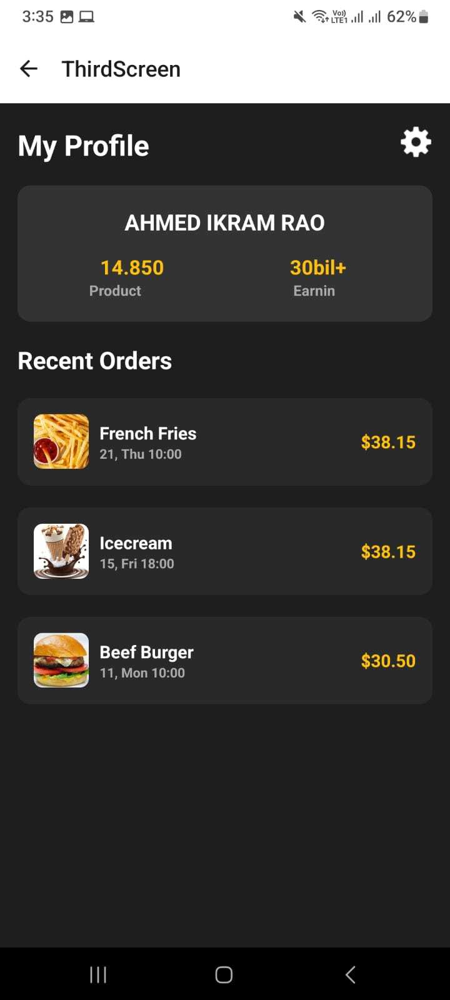 3:35 Vo)) LTE1 62%
ThirdScreen
My Profile
AHMED IKRAM RAO
14.850 30bil+
Product Earnin
Recent Orders
French Fries
21, Thu 10:00
$38.15
Icecream
15, Fri 18:00
$38.15
Beef Burger
11, Mon 10:00
$30.50